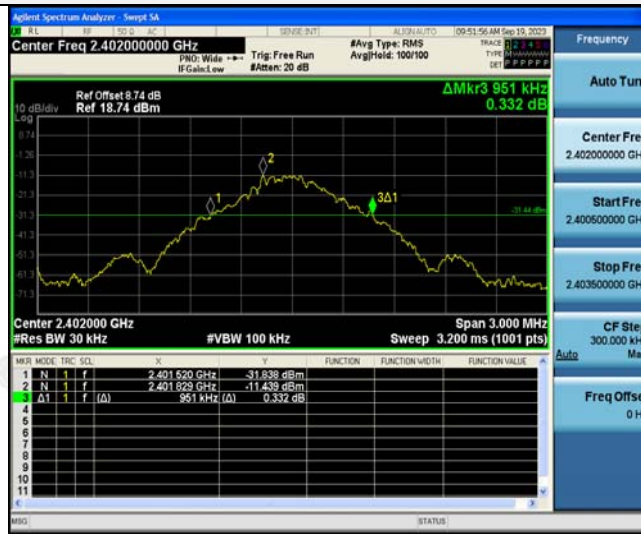 Agilent Spectrum Analyzer - Swept SA
RL RF 50 Ω AC SENSE:INT ALIGNAUTO 09:51:56 AM Sep 19, 2023
Center Freq 2.402000000 GHz
PNO: Wide Trig: Free Run
IFGain:Low #Atten: 20 dB
#Avg Type: RMS
Avg|Hold: 100/100
TRACE 1 2 3 4 5 6
TYPE M
DET P P P P P P
Ref Offset 8.74 dB
10 dB/div Ref 18.74 dBm
Log
ΔMkr3 951 kHz
0.332 dB
8.74
-1.26
-11.3
-21.3
-31.3
-41.3
-51.3
-61.3
-71.3
1
2
3Δ1
-31.44 dBm
Center 2.402000 GHz Span 3.000 MHz
#Res BW 30 kHz #VBW 100 kHz Sweep 3.200 ms (1001 pts)
MKR MODE TRC SCL X Y FUNCTION FUNCTION WIDTH FUNCTION VALUE
1 N 1 f 2.401 520 GHz -31.838 dBm
2 N 1 f 2.401 829 GHz -11.439 dBm
3 Δ1 1 f (Δ) 951 kHz (Δ) 0.332 dB
4
5
6
7
8
9
10
11
MSG STATUS
Frequency
Auto Tun
Center Fre
2.402000000 GH
Start Fre
2.400500000 GH
Stop Fre
2.403500000 GH
CF Ste
300.000 kH
Auto Ma
Freq Offse
0 H